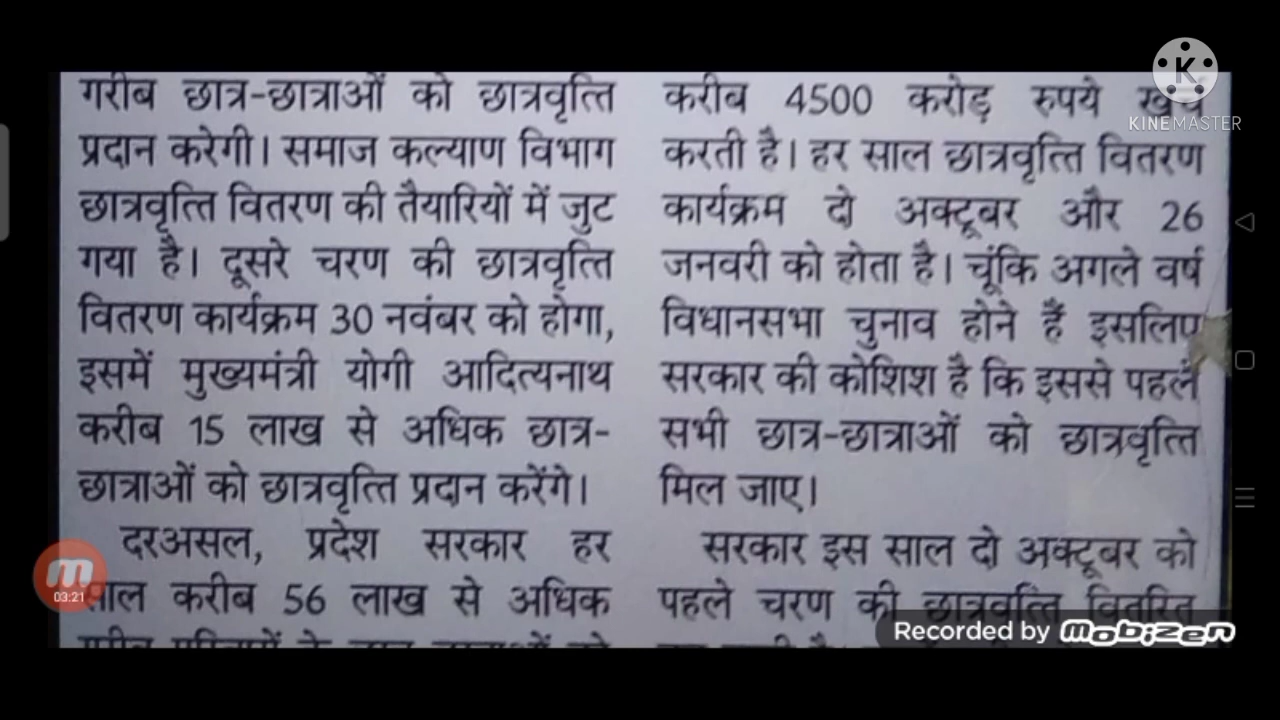 गरीब छात्र-छात्राओं को छात्रवृत्ति
प्रदान करेगी। समाज कल्याण विभाग
छात्रवृत्ति वितरण की तैयारियों में जुट
गया है। दूसरे चरण की छात्रवृत्ति
वितरण कार्यक्रम 30 नवंबर को होगा,
इसमें मुख्यमंत्री योगी आदित्यनाथ
करीब 15 लाख से अधिक छात्र-
छात्राओं को छात्रवृत्ति प्रदान करेंगे।
दरअसल, प्रदेश सरकार हर
साल करीब 56 लाख से अधिक
करीब 4500 करोड़ रुपये
करती है। हर साल छात्रवृत्ति वितरण
कार्यक्रम दो अक्टूबर और 26
जनवरी को होता है। चूंकि अगले वर्ष
विधानसभा चुनाव होने हैं इसलिए
सरकार की कोशिश है कि इससे पहले
सभी छात्र-छात्राओं को छात्रवृत्ति
मिल जाए।
सरकार इस साल दो अक्टूबर को
पहले चरण की छात्रवृत्ति वितरित
K
KINEMASTER
03:21
Recorded by Mobizen